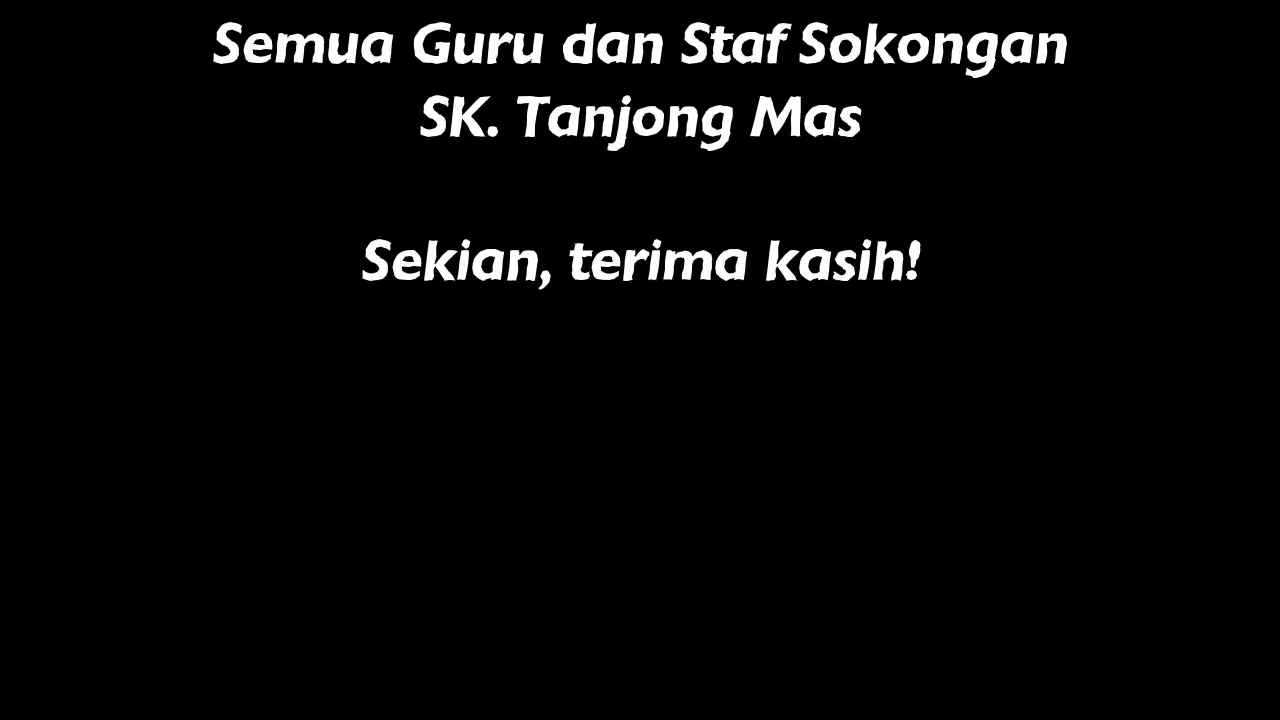 Semua Guru dan Staf Sokongan
SK. Tanjong Mas
Sekian, terima kasih!